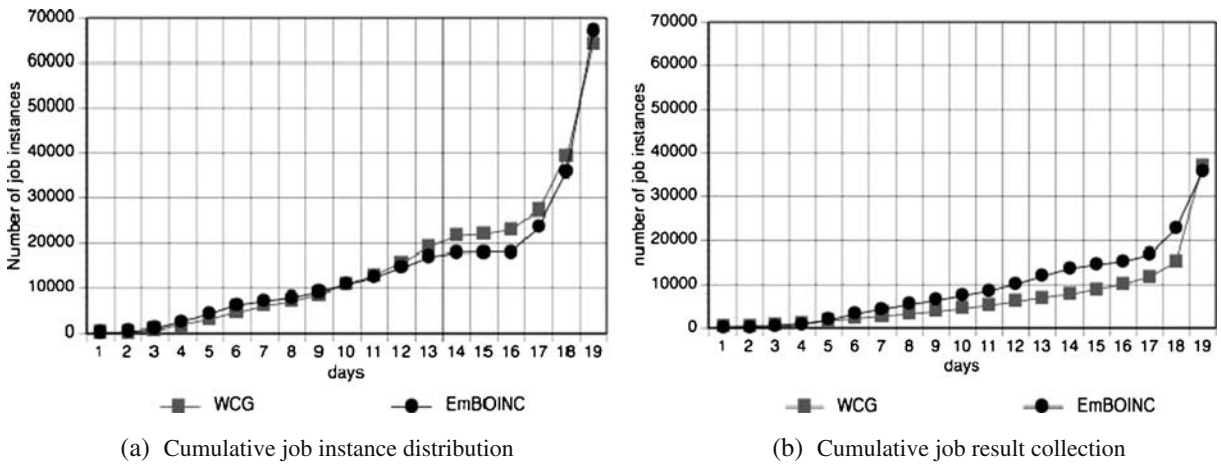 70000
60000
50000
40000
30000
20000
10000
0
Number of job instances
1 2 3 4 5 6 7 8 9 10 11 12 13 14 15 16 17 18 19
days
WCG EmBOINC
(a) Cumulative job instance distribution
70000
60000
50000
40000
30000
20000
10000
0
number of job instances
1 2 3 4 5 6 7 8 9 10 11 12 13 14 15 16 17 18 19
days
WCG EmBOINC
(b) Cumulative job result collection